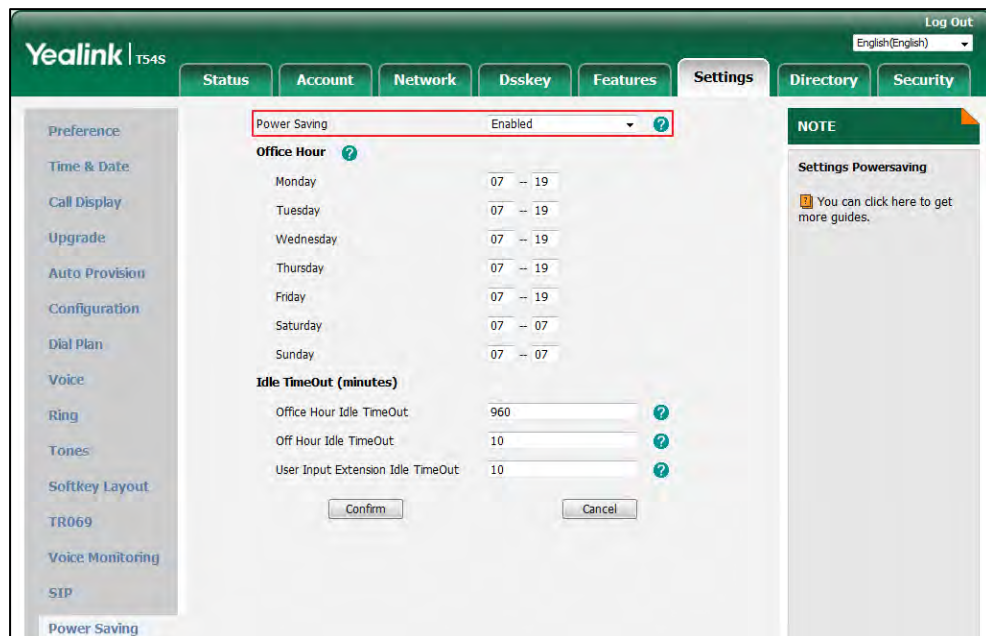 Log Out
English(English)
Yealink T54S
Status Account Network Dsskey Features Settings Directory Security
Preference
Time & Date
Call Display
Upgrade
Auto Provision
Configuration
Dial Plan
Voice
Ring
Tones
Softkey Layout
TR069
Voice Monitoring
SIP
Power Saving
Power Saving Enabled ?
Office Hour ?
Monday 07 -- 19
Tuesday 07 -- 19
Wednesday 07 -- 19
Thursday 07 -- 19
Friday 07 -- 19
Saturday 07 -- 07
Sunday 07 -- 07
Idle TimeOut (minutes)
Office Hour Idle TimeOut 960 ?
Off Hour Idle TimeOut 10 ?
User Input Extension Idle TimeOut 10 ?
Confirm Cancel
NOTE
Settings Powersaving
? You can click here to get
more guides.